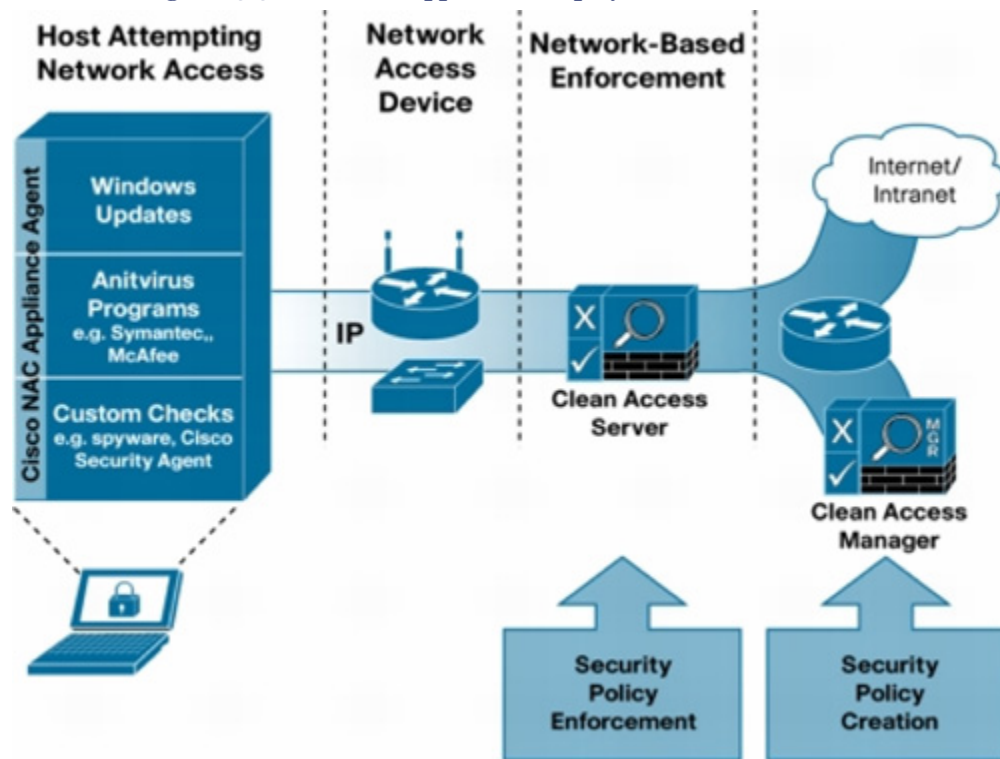 Host Attempting
Network Access
Network
Access
Device
Network-Based
Enforcement
Cisco NAC Appliance Agent
Windows
Updates
Anitvirus
Programs
e.g. Symantec,,
McAfee
Custom Checks
e.g. spyware, Cisco
Security Agent
IP
X
Clean Access
Server
Internet/
Intranet
X
MGR
Clean Access
Manager
Security
Policy
Enforcement
Security
Policy
Creation